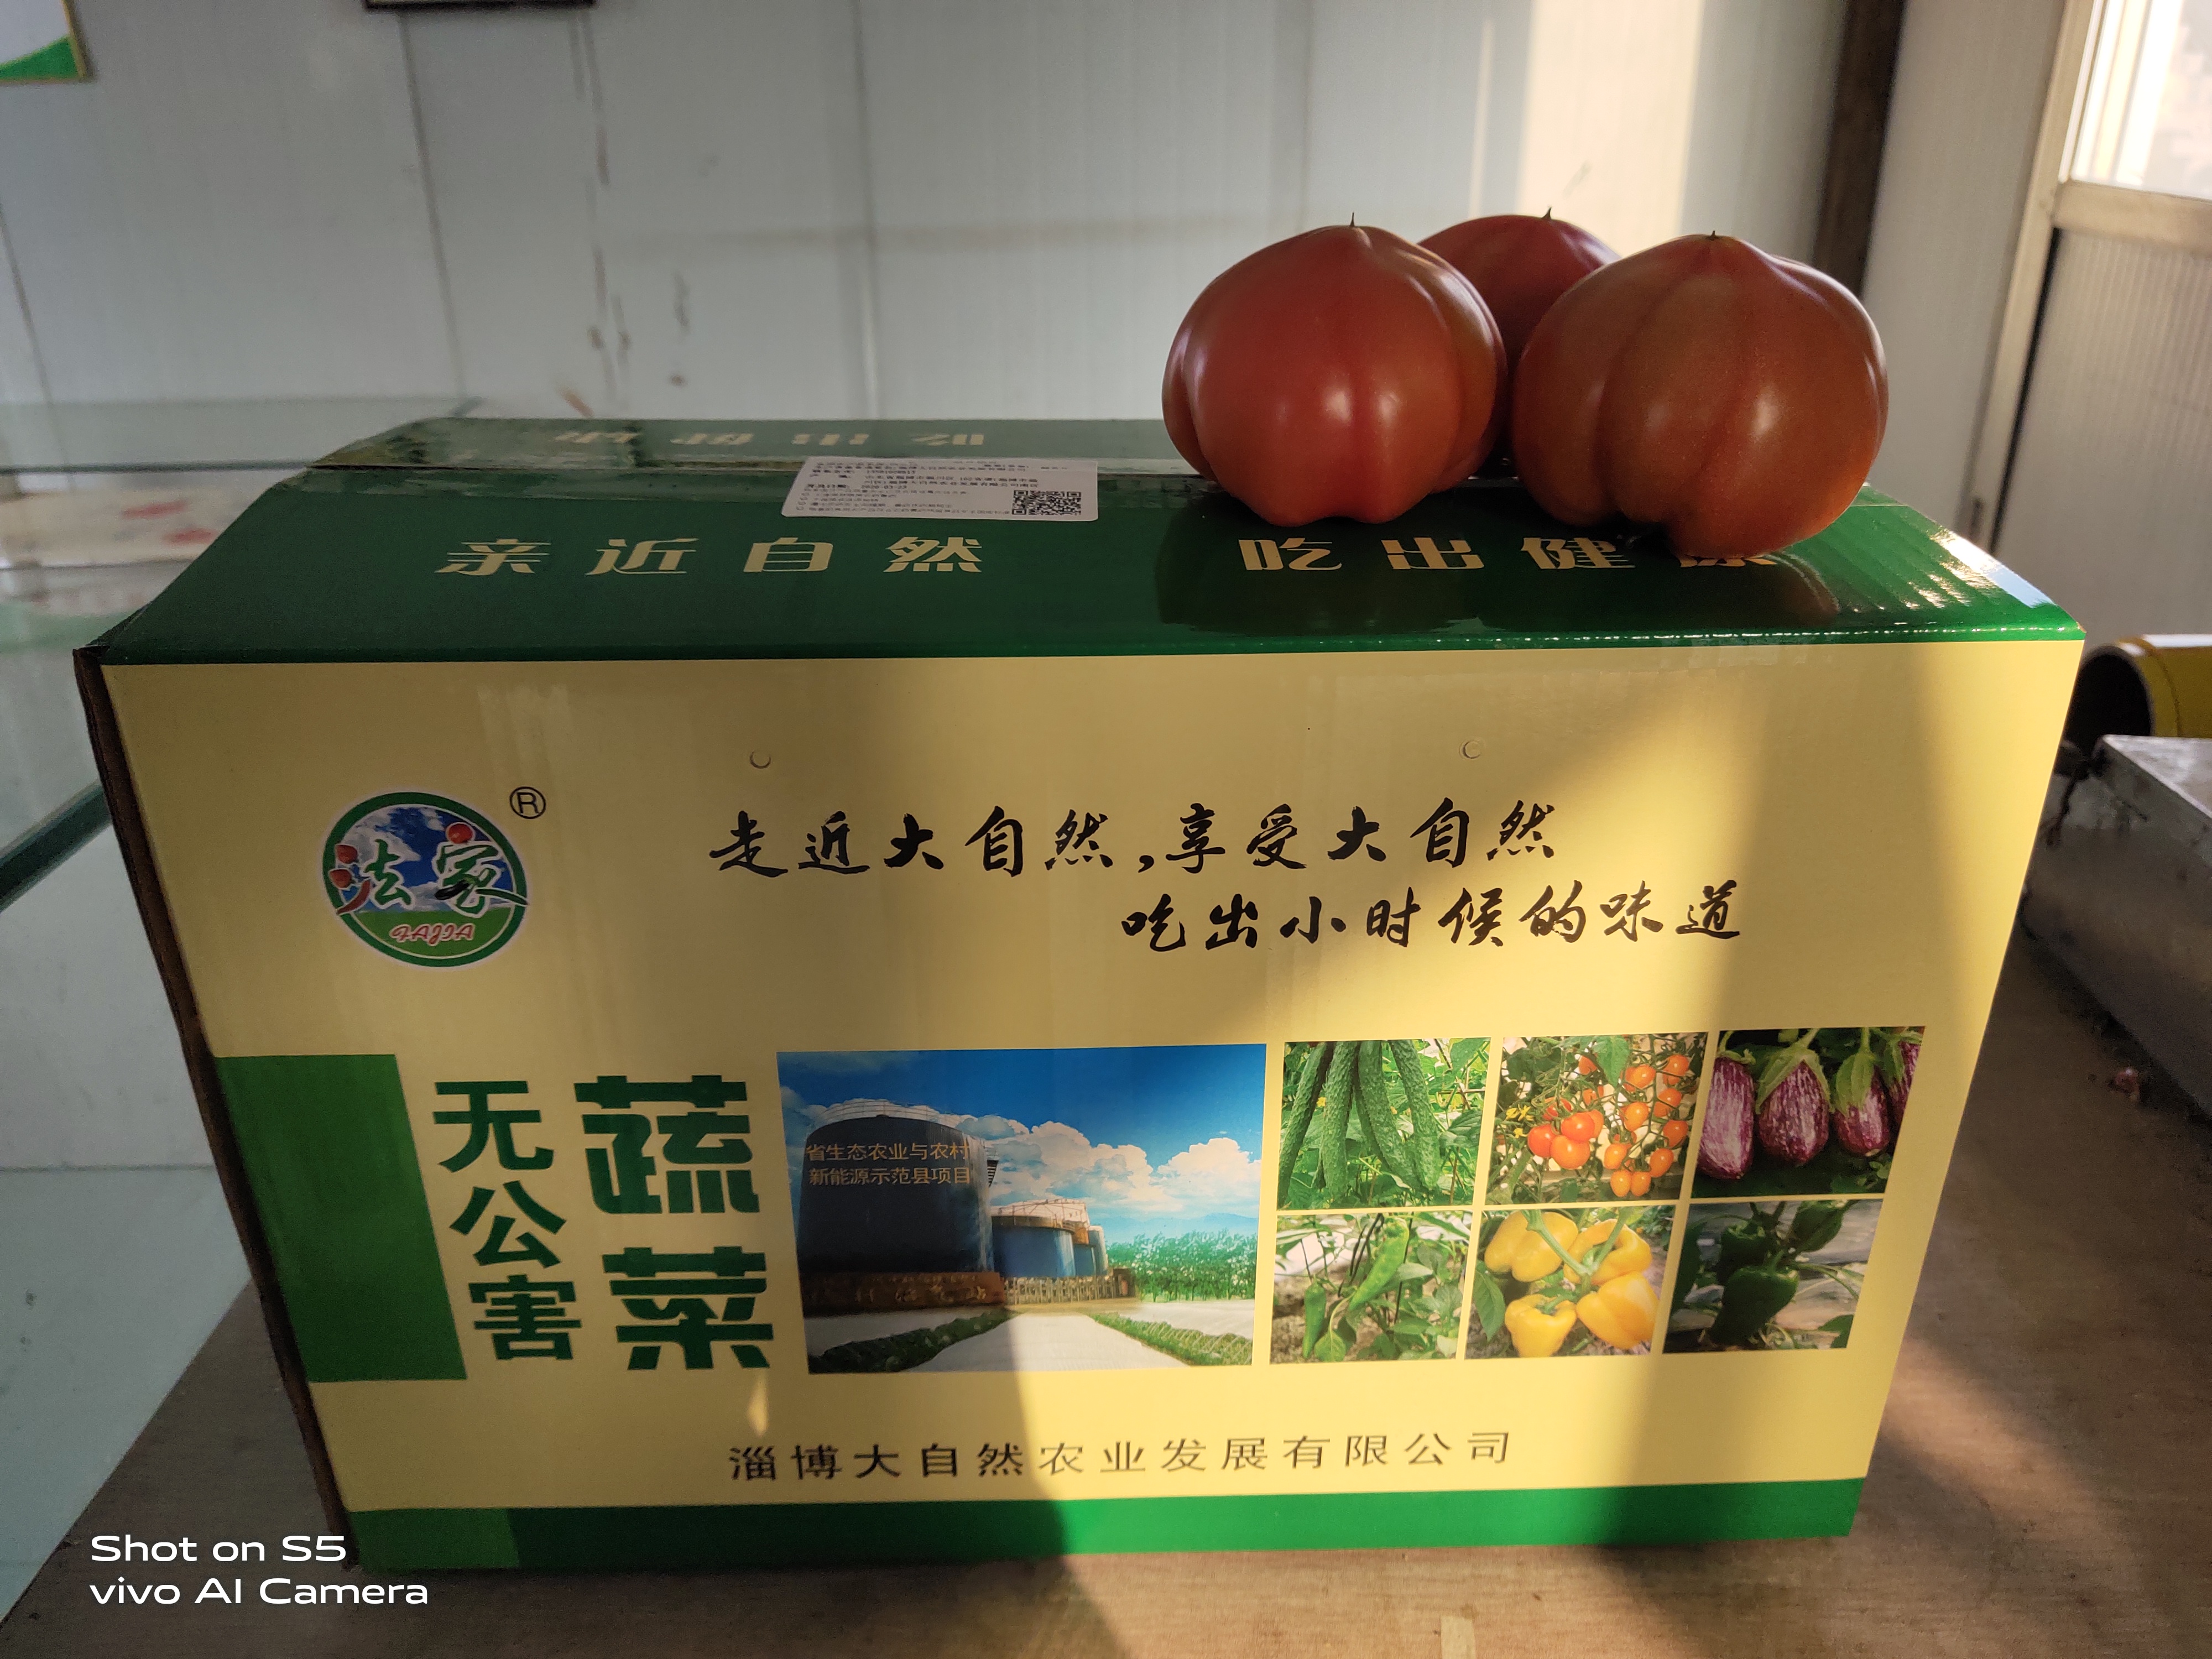 亲近自然 吃出健康
法家
FAJIA
®
走近大自然,享受大自然
吃出小时候的味道
无公害
蔬菜
省生态农业与农村
新能源示范县项目
淄博大自然农业发展有限公司
Shot on S5
vivo AI Camera